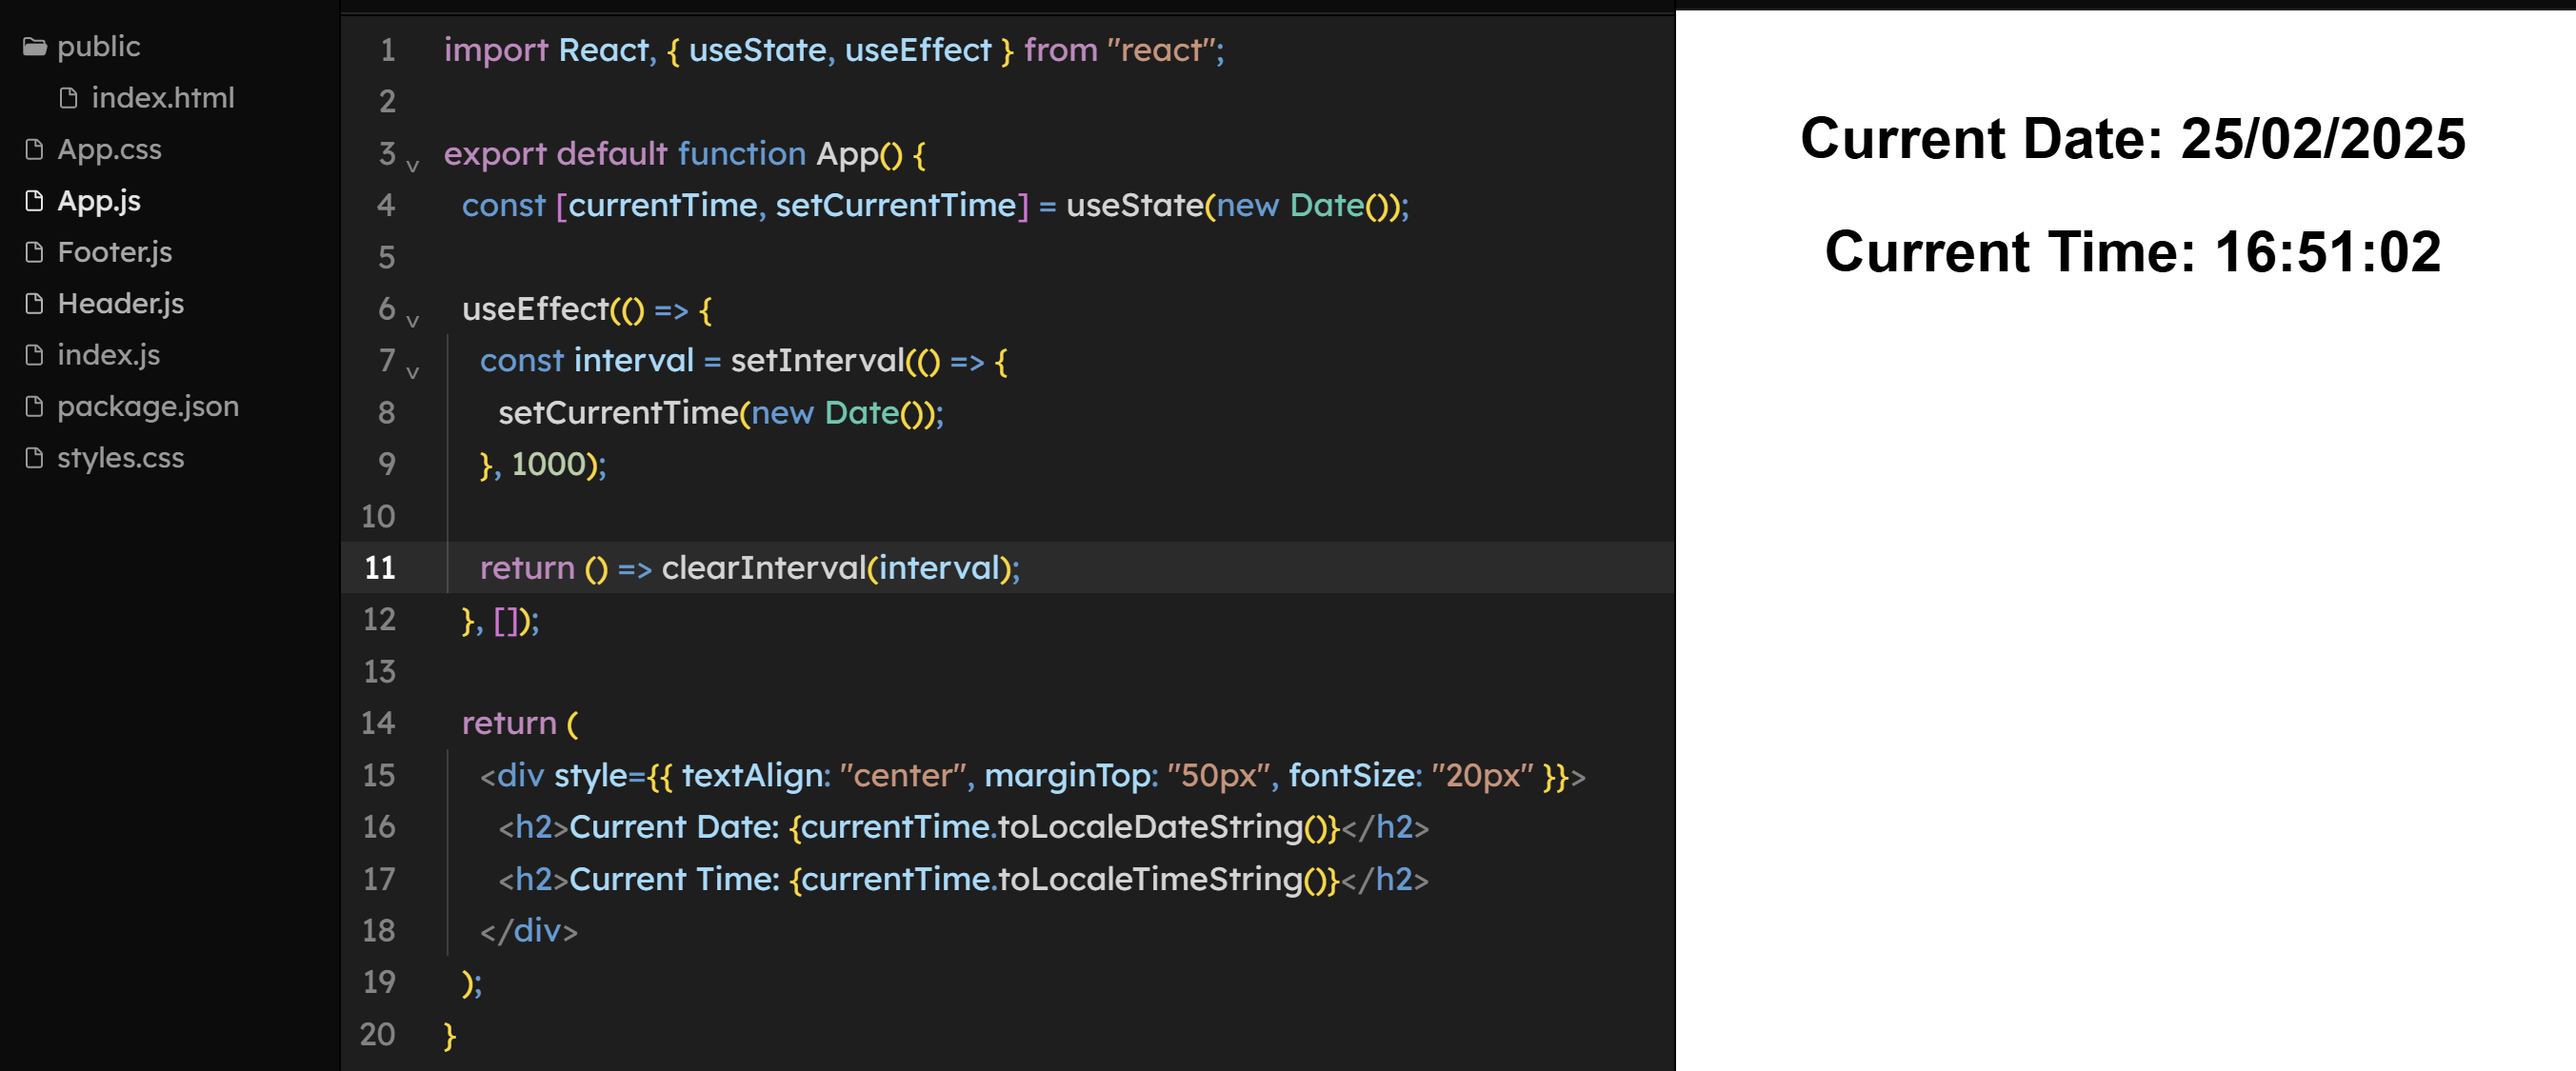 public
index.html
App.css
App.js
Footer.js
Header.js
index.js
package.json
styles.css
1 import React, { useState, useEffect } from "react";
2
3 export default function App() {
4 const [currentTime, setCurrentTime] = useState(new Date());
5
6 useEffect(() => {
7 const interval = setInterval(() => {
8 setCurrentTime(new Date());
9 }, 1000);
10
11 return () => clearInterval(interval);
12 }, []);
13
14 return (
15 <div style={{ textAlign: "center", marginTop: "50px", fontSize: "20px" }}>
16 <h2>Current Date: {currentTime.toLocaleDateString()}</h2>
17 <h2>Current Time: {currentTime.toLocaleTimeString()}</h2>
18 </div>
19 );
20 }
Current Date: 25/02/2025
Current Time: 16:51:02